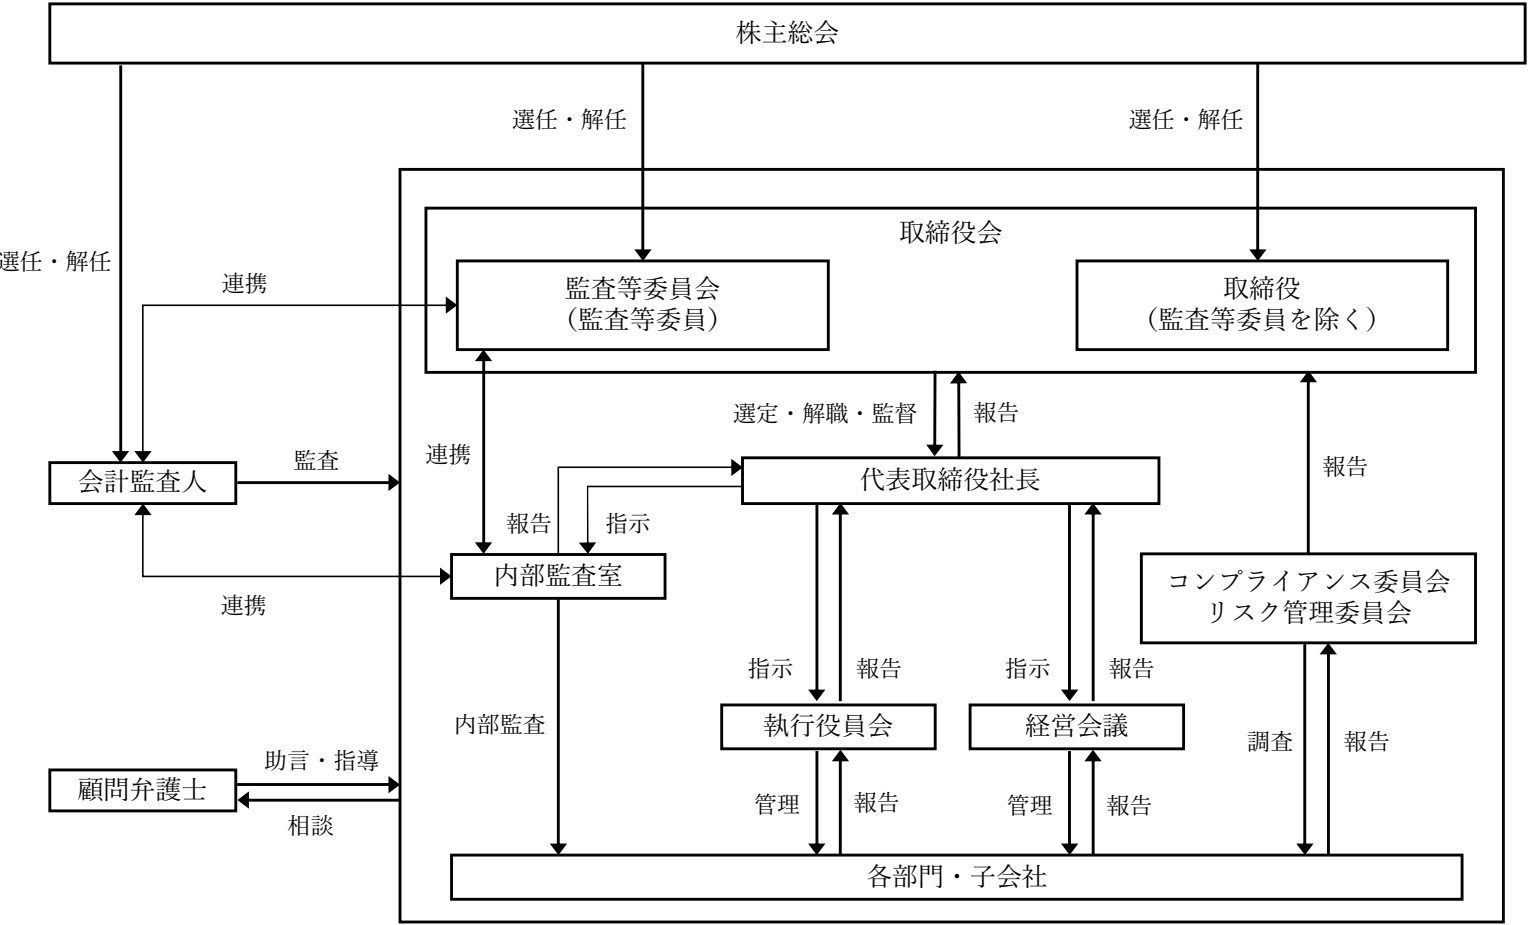 株主総会
選任・解任
選任・解任
選任・解任
取締役会
監査等委員会
（監査等委員）
取締役
（監査等委員を除く）
連携
選定・解職・監督
報告
連携
監査
報告
会計監査人
代表取締役社長
報告
指示
内部監査室
コンプライアンス委員会
リスク管理委員会
連携
指示
報告
指示
報告
内部監査
執行役員会
経営会議
調査
報告
助言・指導
顧問弁護士
相談
管理
報告
管理
報告
各部門・子会社